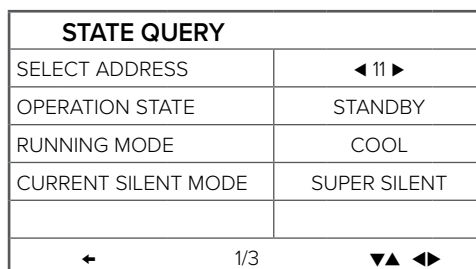 STATE QUERY
SELECT ADDRESS ◀ 11 ▶
OPERATION STATE STANDBY
RUNNING MODE COOL
CURRENT SILENT MODE SUPER SILENT
← 1/3 ▼▲ ◀▶